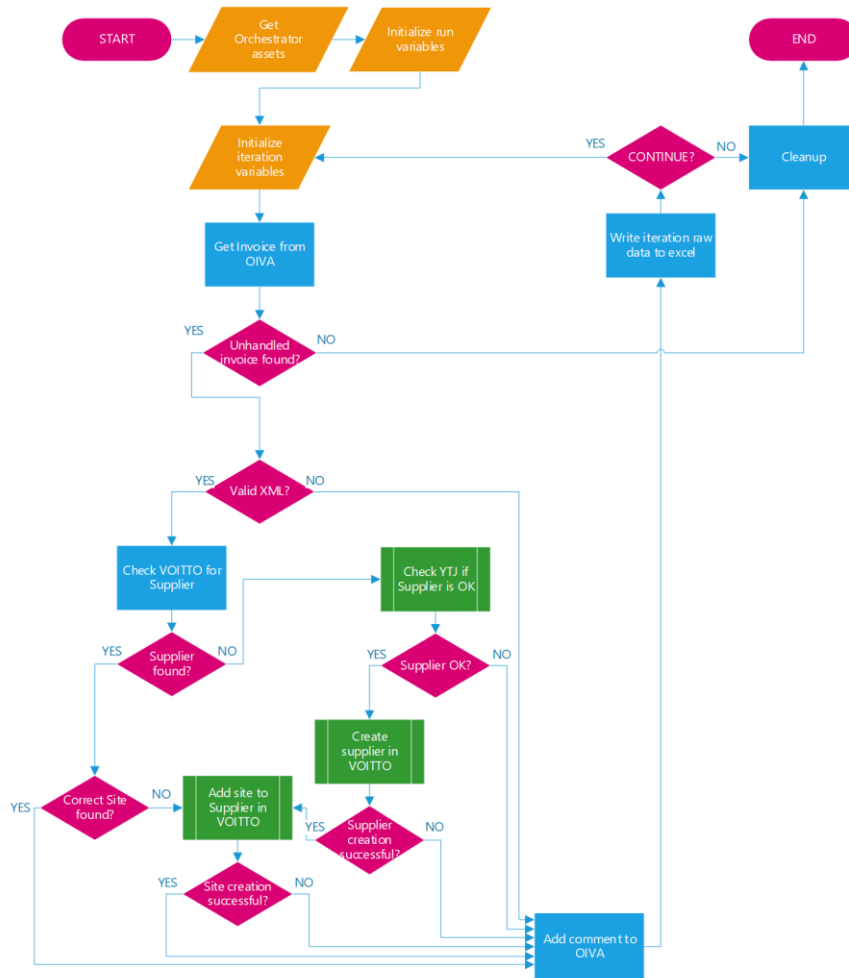 START
Get
Orchestrator
assets
Initialize run
variables
END
Initialize
iteration
variables
YES
CONTINUE?
NO
Cleanup
Get Invoice from
OIVA
Write iteration raw
data to excel
YES
Unhandled
invoice found?
NO
YES
Valid XML?
NO
Check VOITTO for
Supplier
Check YTJ if
Supplier is OK
YES
Supplier
found?
NO
YES
Supplier OK?
NO
Create
supplier in
VOITTO
YES
Correct Site
found?
NO
Add site to
Supplier in
VOITTO
YES
Supplier
creation
successful?
NO
YES
Site creation
successful?
NO
Add comment to
OIVA